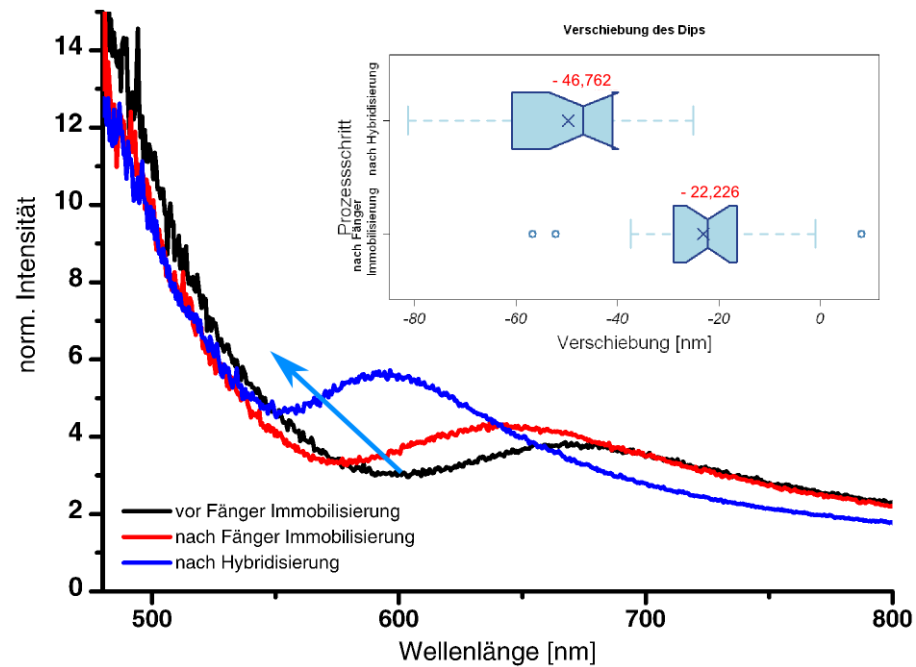 Verschiebung des Dips
Prozessschritt
nach Hybridisierung
nach Fänger
Immobilisierung
- 46,762
- 22,226
-80
-60
-40
-20
0
Verschiebung [nm]
norm. Intensität
14
12
10
8
6
4
2
0
vor Fänger Immobilisierung
nach Fänger Immobilisierung
nach Hybridisierung
500
600
700
800
Wellenlänge [nm]